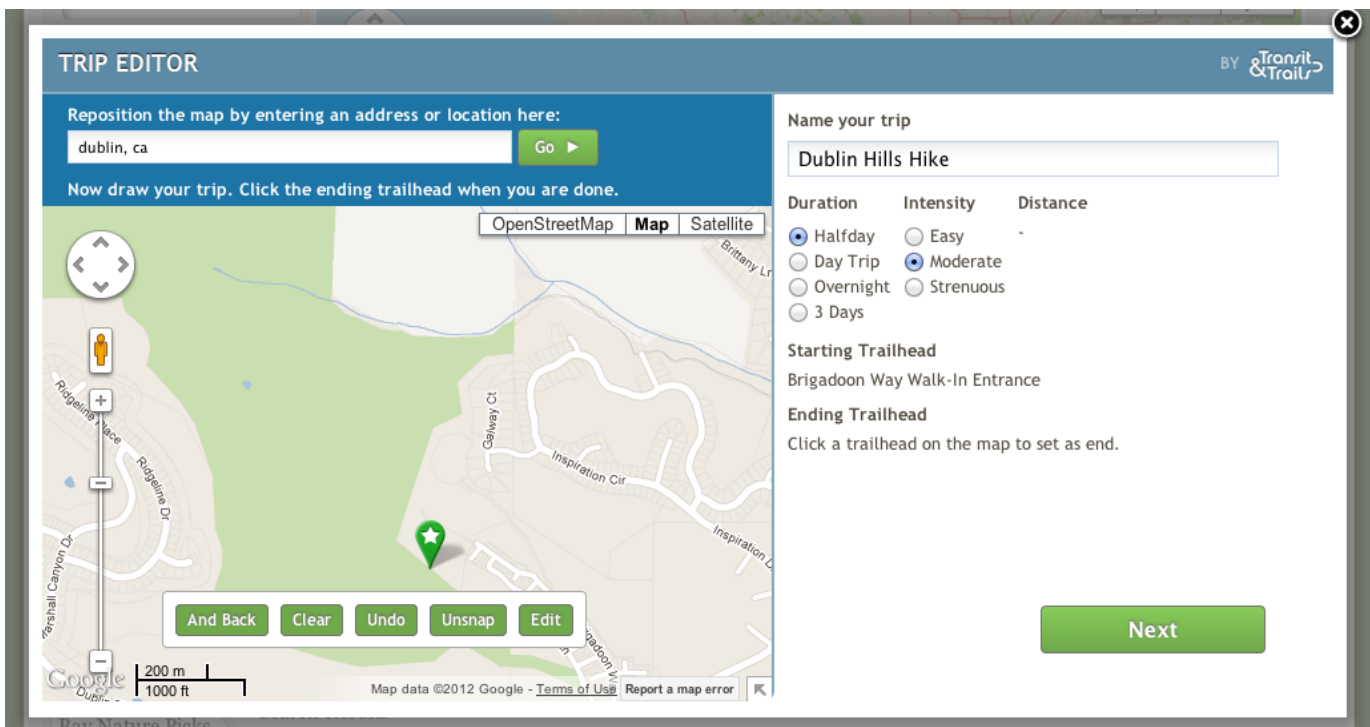 TRIP EDITOR
BY Transit & Trails
Reposition the map by entering an address or location here:
dublin, ca
Go
Now draw your trip. Click the ending trailhead when you are done.
OpenStreetMap Map Satellite
Brittany Ln
Ridgeline Place
Ridgeline Dr
Galway Ct
Inspiration Cir
Inspiration D
Marshall Canyon Dr
And Back Clear Undo Unsnap Edit
Brigadoon W
Google
200 m
1000 ft
Map data ©2012 Google - Terms of Use Report a map error
Name your trip
Dublin Hills Hike
Duration Intensity Distance
Halfday Easy -
Day Trip Moderate
Overnight Strenuous
3 Days
Starting Trailhead
Brigadoon Way Walk-In Entrance
Ending Trailhead
Click a trailhead on the map to set as end.
Next
Bay Nature Picks